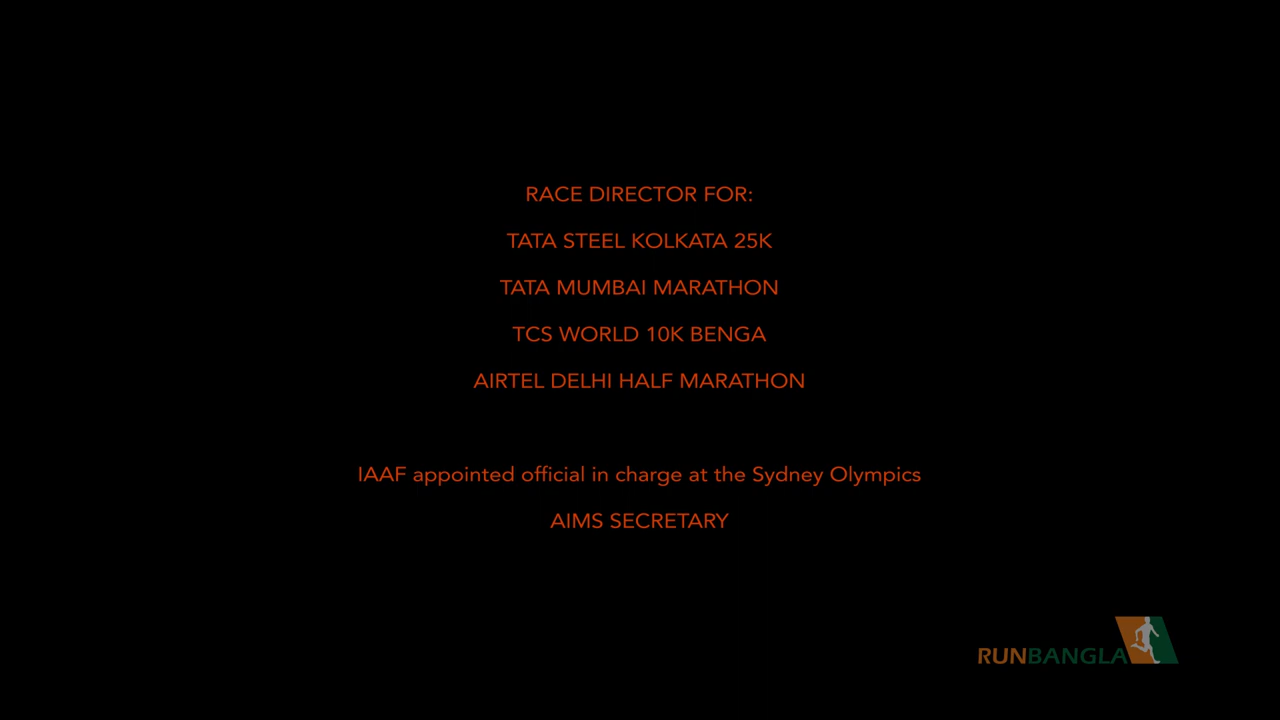 RACE DIRECTOR FOR:
TATA STEEL KOLKATA 25K
TATA MUMBAI MARATHON
TCS WORLD 10K BENGA
AIRTEL DELHI HALF MARATHON
IAAF appointed official in charge at the Sydney Olympics
AIMS SECRETARY
RUNBANGLA